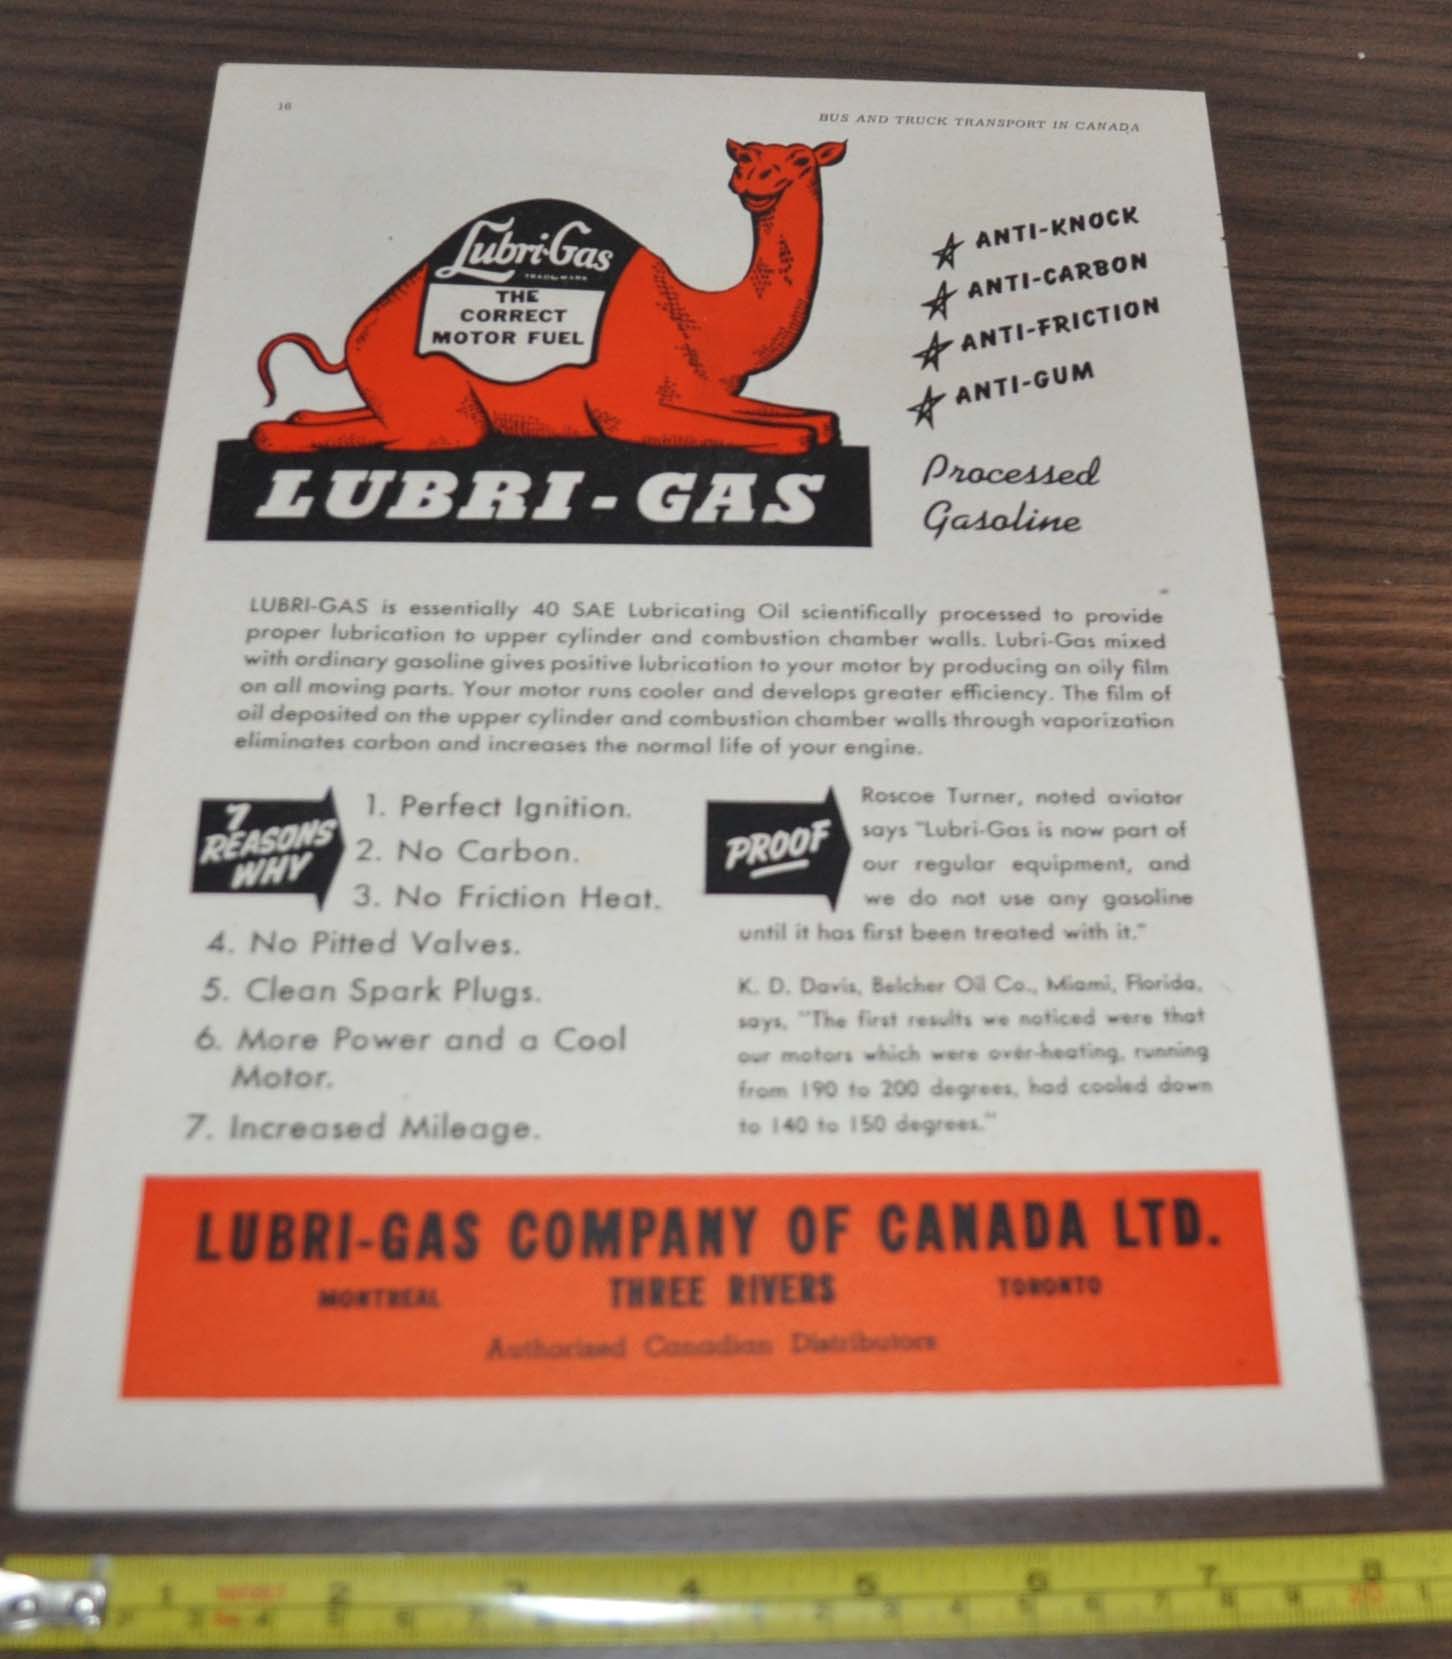 16
BUS AND TRUCK TRANSPORT IN CANADA
Lubri-Gas
TRADE MARK
THE
CORRECT
MOTOR FUEL
LUBRI-GAS
ANTI-KNOCK
ANTI-CARBON
ANTI-FRICTION
ANTI-GUM
Processed
Gasoline
LUBRI-GAS is essentially 40 SAE Lubricating Oil scientifically processed to provide
proper lubrication to upper cylinder and combustion chamber walls. Lubri-Gas mixed
with ordinary gasoline gives positive lubrication to your motor by producing an oily film
on all moving parts. Your motor runs cooler and develops greater efficiency. The film of
oil deposited on the upper cylinder and combustion chamber walls through vaporization
eliminates carbon and increases the normal life of your engine.
7
REASONS
WHY
1. Perfect Ignition.
2. No Carbon.
3. No Friction Heat.
4. No Pitted Valves.
5. Clean Spark Plugs.
6. More Power and a Cool
Motor.
7. Increased Mileage.
PROOF
Roscoe Turner, noted aviator
says "Lubri-Gas is now part of
our regular equipment, and
we do not use any gasoline
until it has first been treated with it."
K. D. Davis, Belcher Oil Co., Miami, Florida,
says, "The first results we noticed were that
our motors which were over-heating, running
from 190 to 200 degrees, had cooled down
to 140 to 150 degrees."
LUBRI-GAS COMPANY OF CANADA LTD.
MONTREAL THREE RIVERS TORONTO
Authorized Canadian Distributors
1 2 3 4 5 6 7 8